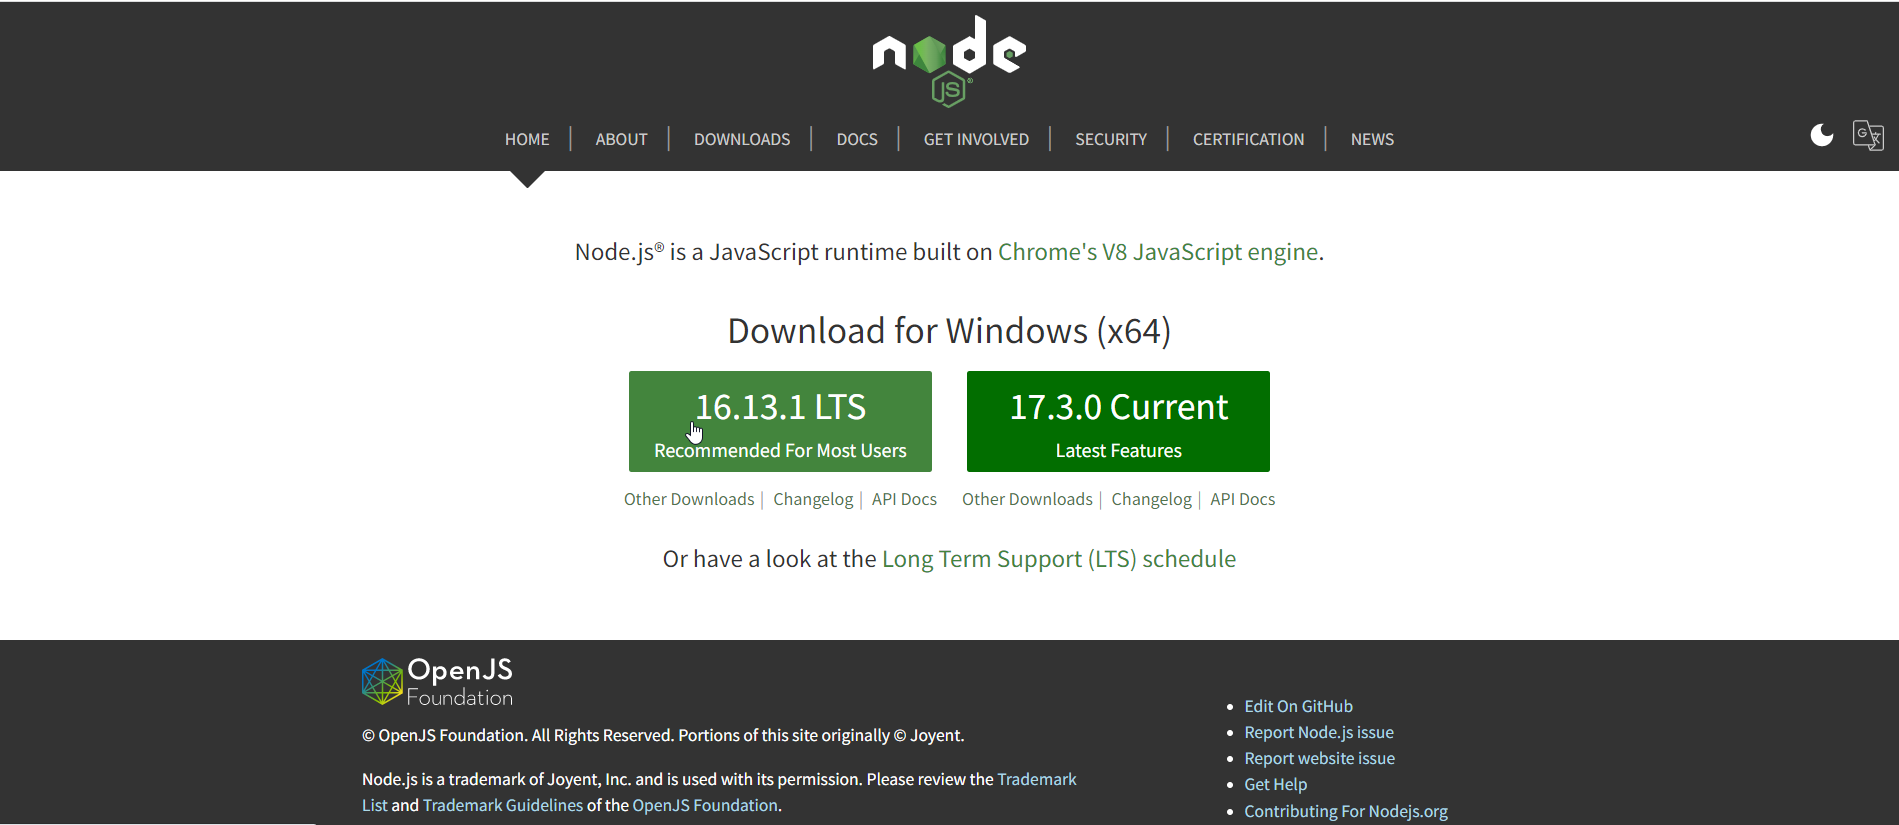 node
JS®
HOME | ABOUT | DOWNLOADS | DOCS | GET INVOLVED | SECURITY | CERTIFICATION | NEWS
Node.js® is a JavaScript runtime built on Chrome's V8 JavaScript engine.
Download for Windows (x64)
16.13.1 LTS
Recommended For Most Users
17.3.0 Current
Latest Features
Other Downloads | Changelog | API Docs
Other Downloads | Changelog | API Docs
Or have a look at the Long Term Support (LTS) schedule
OpenJS
Foundation
© OpenJS Foundation. All Rights Reserved. Portions of this site originally © Joyent.
Node.js is a trademark of Joyent, Inc. and is used with its permission. Please review the Trademark
List and Trademark Guidelines of the OpenJS Foundation.
Edit On GitHub
Report Node.js issue
Report website issue
Get Help
Contributing For Nodejs.org